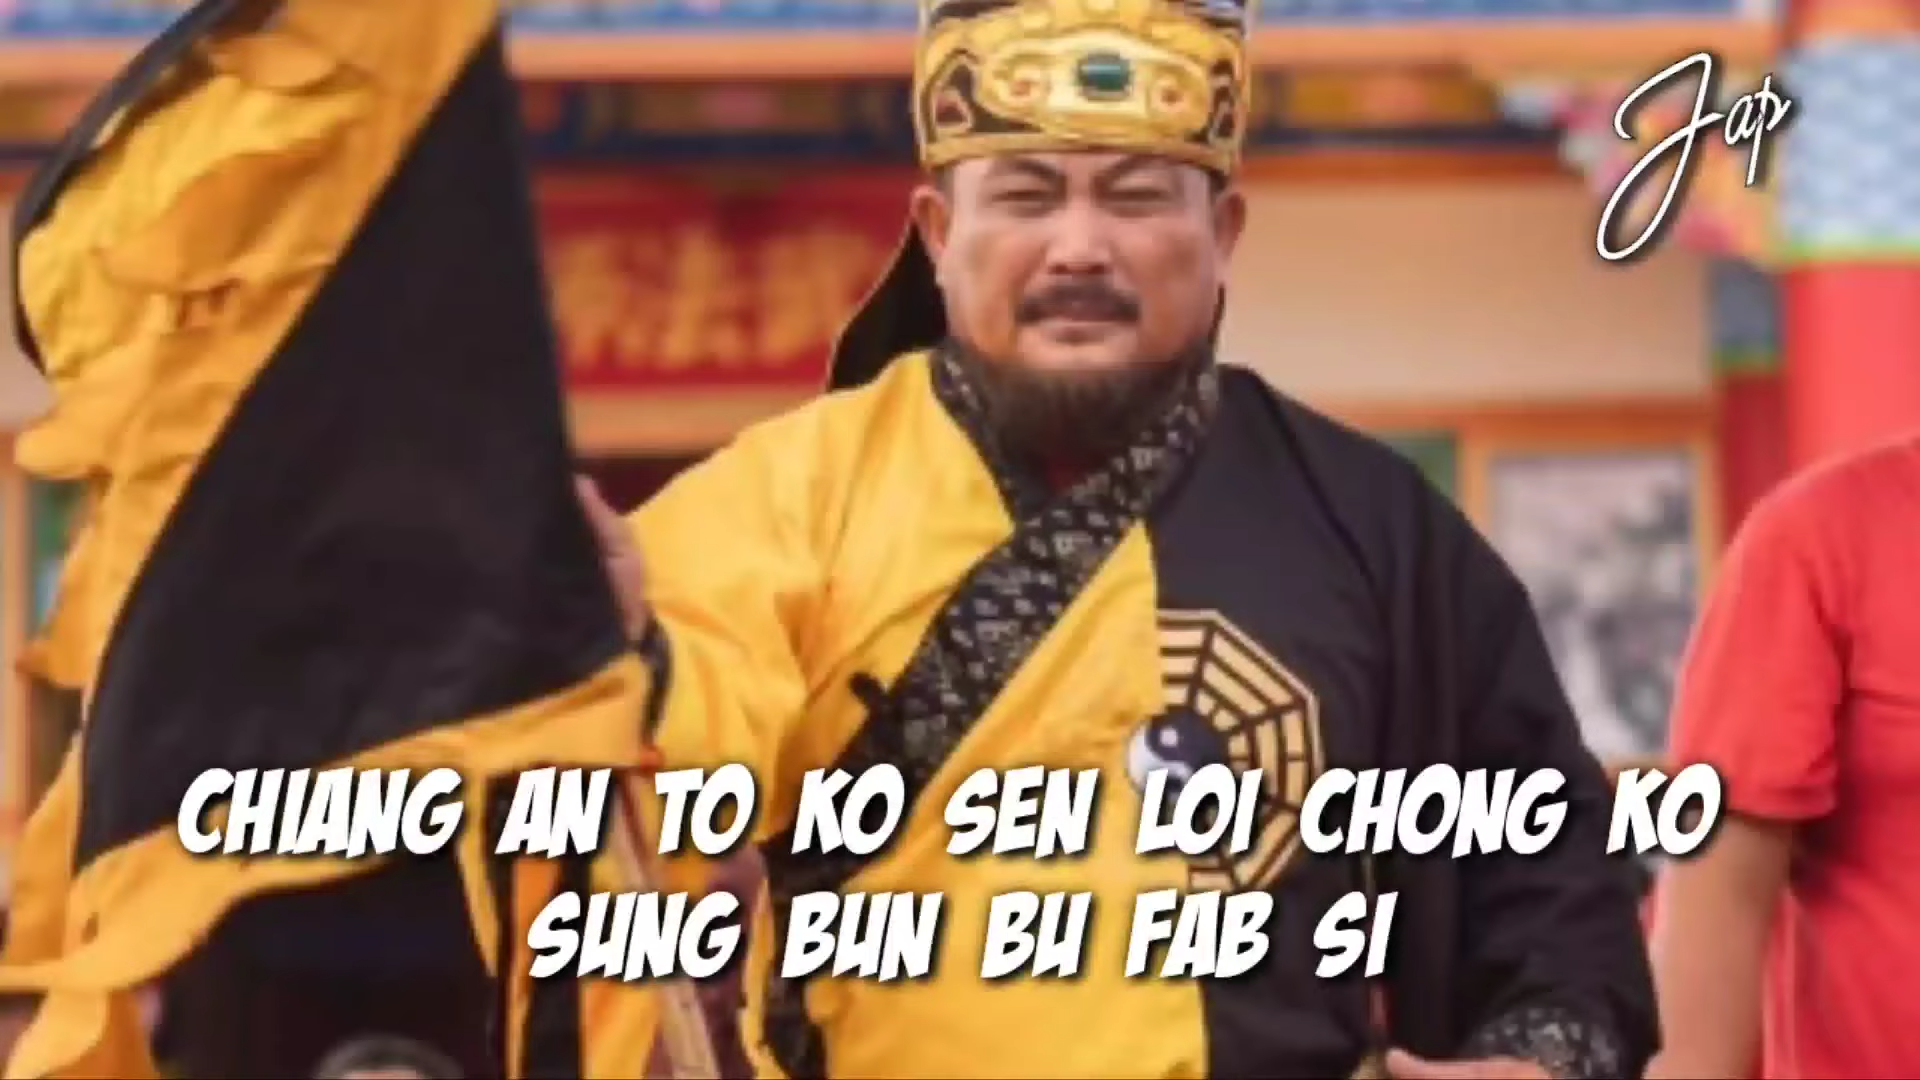 Jap
CHIANG AN TO KO SEN LOI CHONG KO
SUNG BUN BU FAB SI